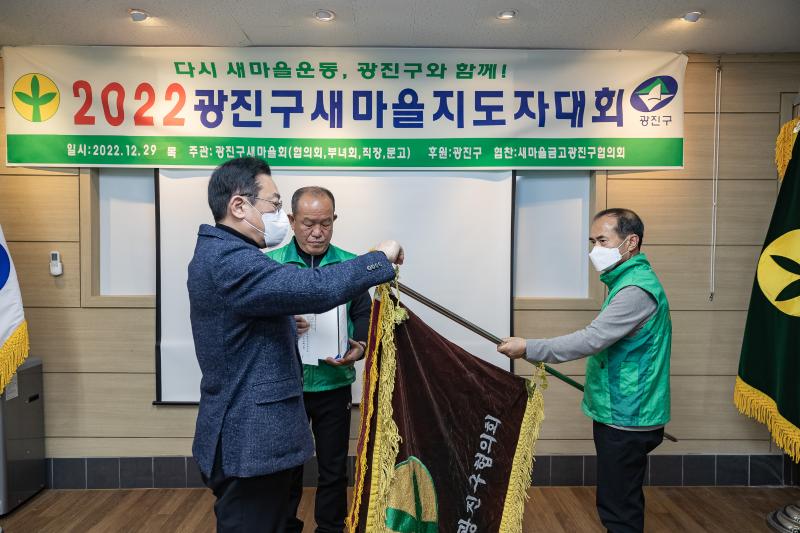 다시 새마을운동, 광진구와 함께!
2022 광진구새마을지도자대회
광진구
일시:2022.12.29 목 주관:광진구새마을회(협의회,부녀회,직장,문고) 후원:광진구 협찬:새마을금고광진구협의회
광진구협의회